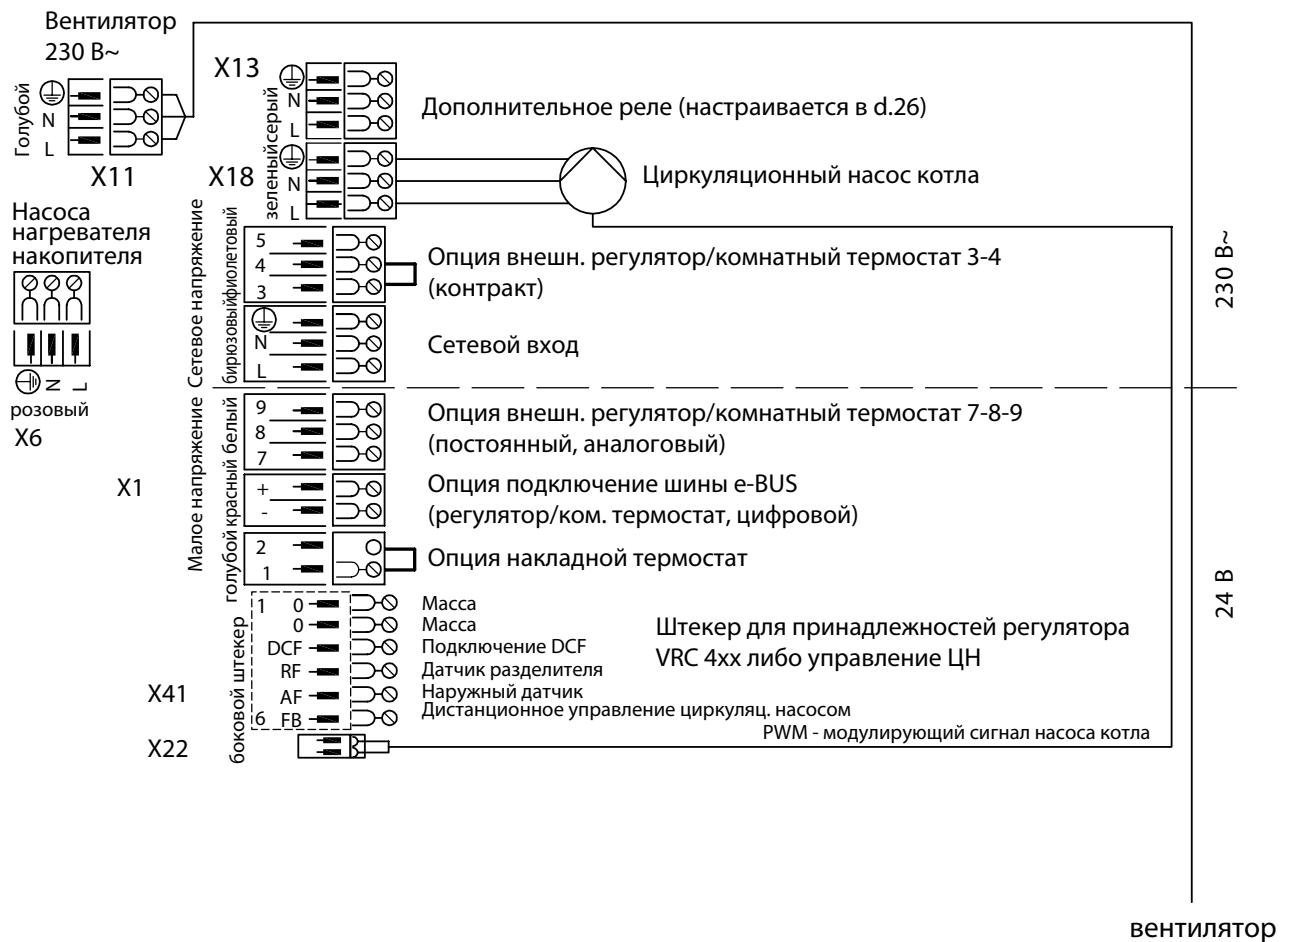 Вентилятор
230 В~
Голубой
N
L
X11
X13
серый
N
L
Дополнительное реле (настраивается в d.26)
X18
зеленый
N
L
Циркуляционный насос котла
Насоса
нагревателя
накопителя
N
L
розовый
X6
Сетевое напряжение
фиолетовый
5
4
3
Опция внешн. регулятор/комнатный термостат 3-4
(контракт)
230 В~
бирюзовый
N
L
Сетевой вход
Малое напряжение
белый
9
8
7
Опция внешн. регулятор/комнатный термостат 7-8-9
(постоянный, аналоговый)
X1
красный
+
-
Опция подключение шины e-BUS
(регулятор/ком. термостат, цифровой)
голубой
2
1
Опция накладной термостат
24 В
боковой штекер
X41
1 0 Масса
0 Масса
DCF Подключение DCF
RF Датчик разделителя
AF Наружный датчик
6 FB Дистанционное управление циркуляц. насосом
Штекер для принадлежностей регулятора
VRC 4xx либо управление ЦН
X22
PWM - модулирующий сигнал насоса котла
вентилятор